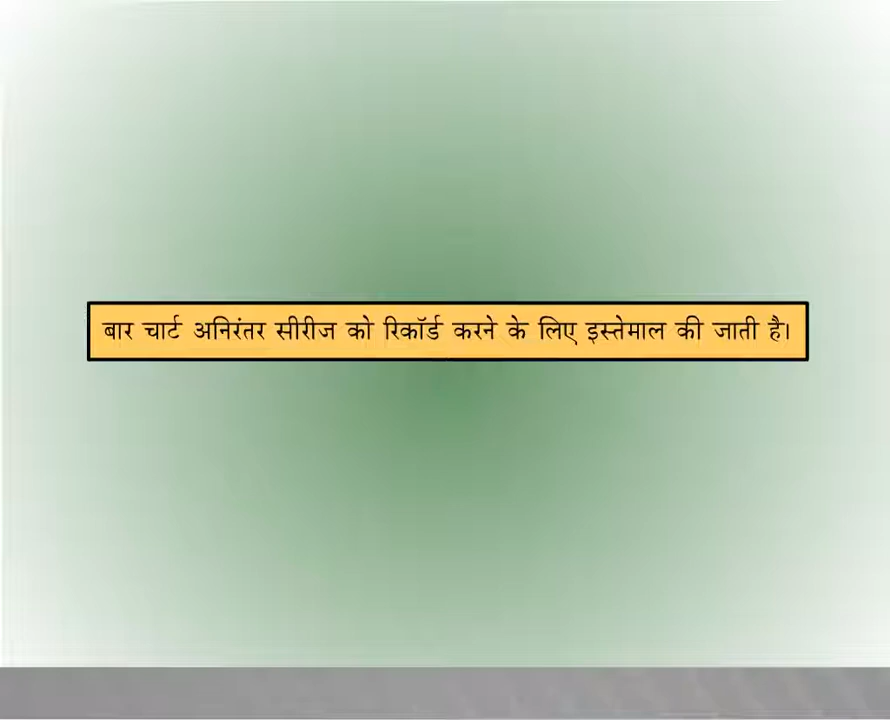 बार चार्ट अनिरंतर सीरीज को रिकॉर्ड करने के लिए इस्तेमाल की जाती है।